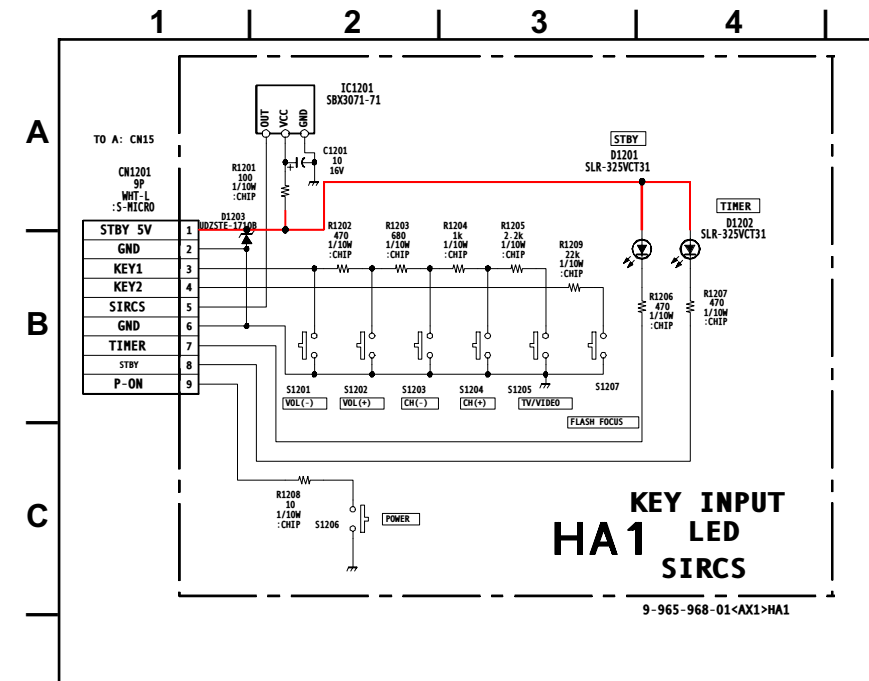 1 2 3 4
A
B
C
TO A: CN15
CN1201
9P
WHT-L
:S-MICRO
STBY 5V 1
GND 2
KEY1 3
KEY2 4
SIRCS 5
GND 6
TIMER 7
STBY 8
P-ON 9
IC1201
SBX3071-71
OUT
VCC
GND
C1201
10
16V
+
R1201
100
1/10W
:CHIP
D1203
UDZSTE-1710B
R1202
470
1/10W
:CHIP
R1203
680
1/10W
:CHIP
R1204
1k
1/10W
:CHIP
R1205
2.2k
1/10W
:CHIP
R1209
22k
1/10W
:CHIP
STBY
D1201
SLR-325VCT31
TIMER
D1202
SLR-325VCT31
R1206
470
1/10W
:CHIP
R1207
470
1/10W
:CHIP
S1201
VOL(-)
S1202
VOL(+)
S1203
CH(-)
S1204
CH(+)
S1205
TV/VIDEO
S1207
FLASH FOCUS
R1208
10
1/10W
:CHIP
S1206
POWER
HA1
KEY INPUT
LED
SIRCS
9-965-968-01<AX1>HA1